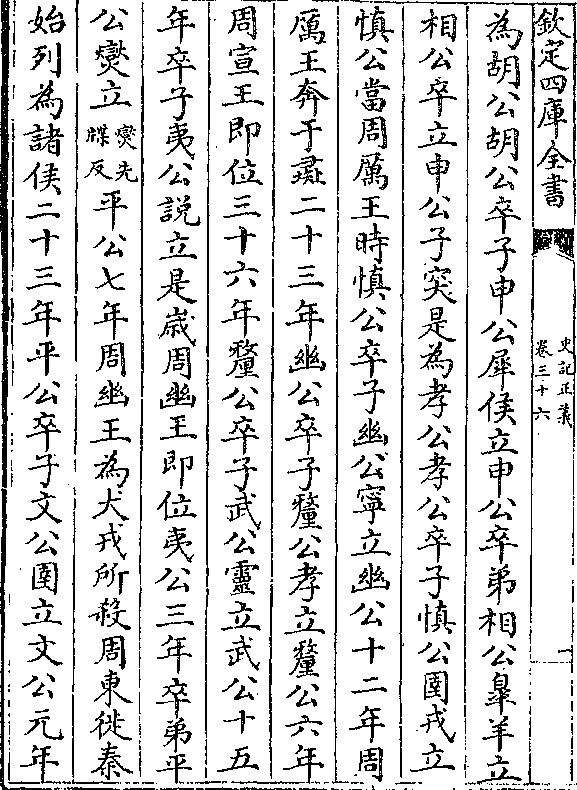 欽定四庫全書
史記正義
卷三十六
一
為胡公胡公卒子申公犀侯立申公卒弟相公臯羊立
相公卒立申公子突是為孝公孝公卒子慎公圉戎立
慎公當周厲王時慎公卒子幽公寧立幽公十二年周
厲王奔于彘二十三年幽公卒子釐公孝立釐公六年
周宣王即位三十六年釐公卒子武公靈立武公十五
年卒子夷公説立是嵗周幽王即位夷公三年卒弟平
公燮立燮先牒反平公七年周幽王為犬戎所殺周東徙秦
始列為諸侯二十三年平公卒子文公圉立文公元年